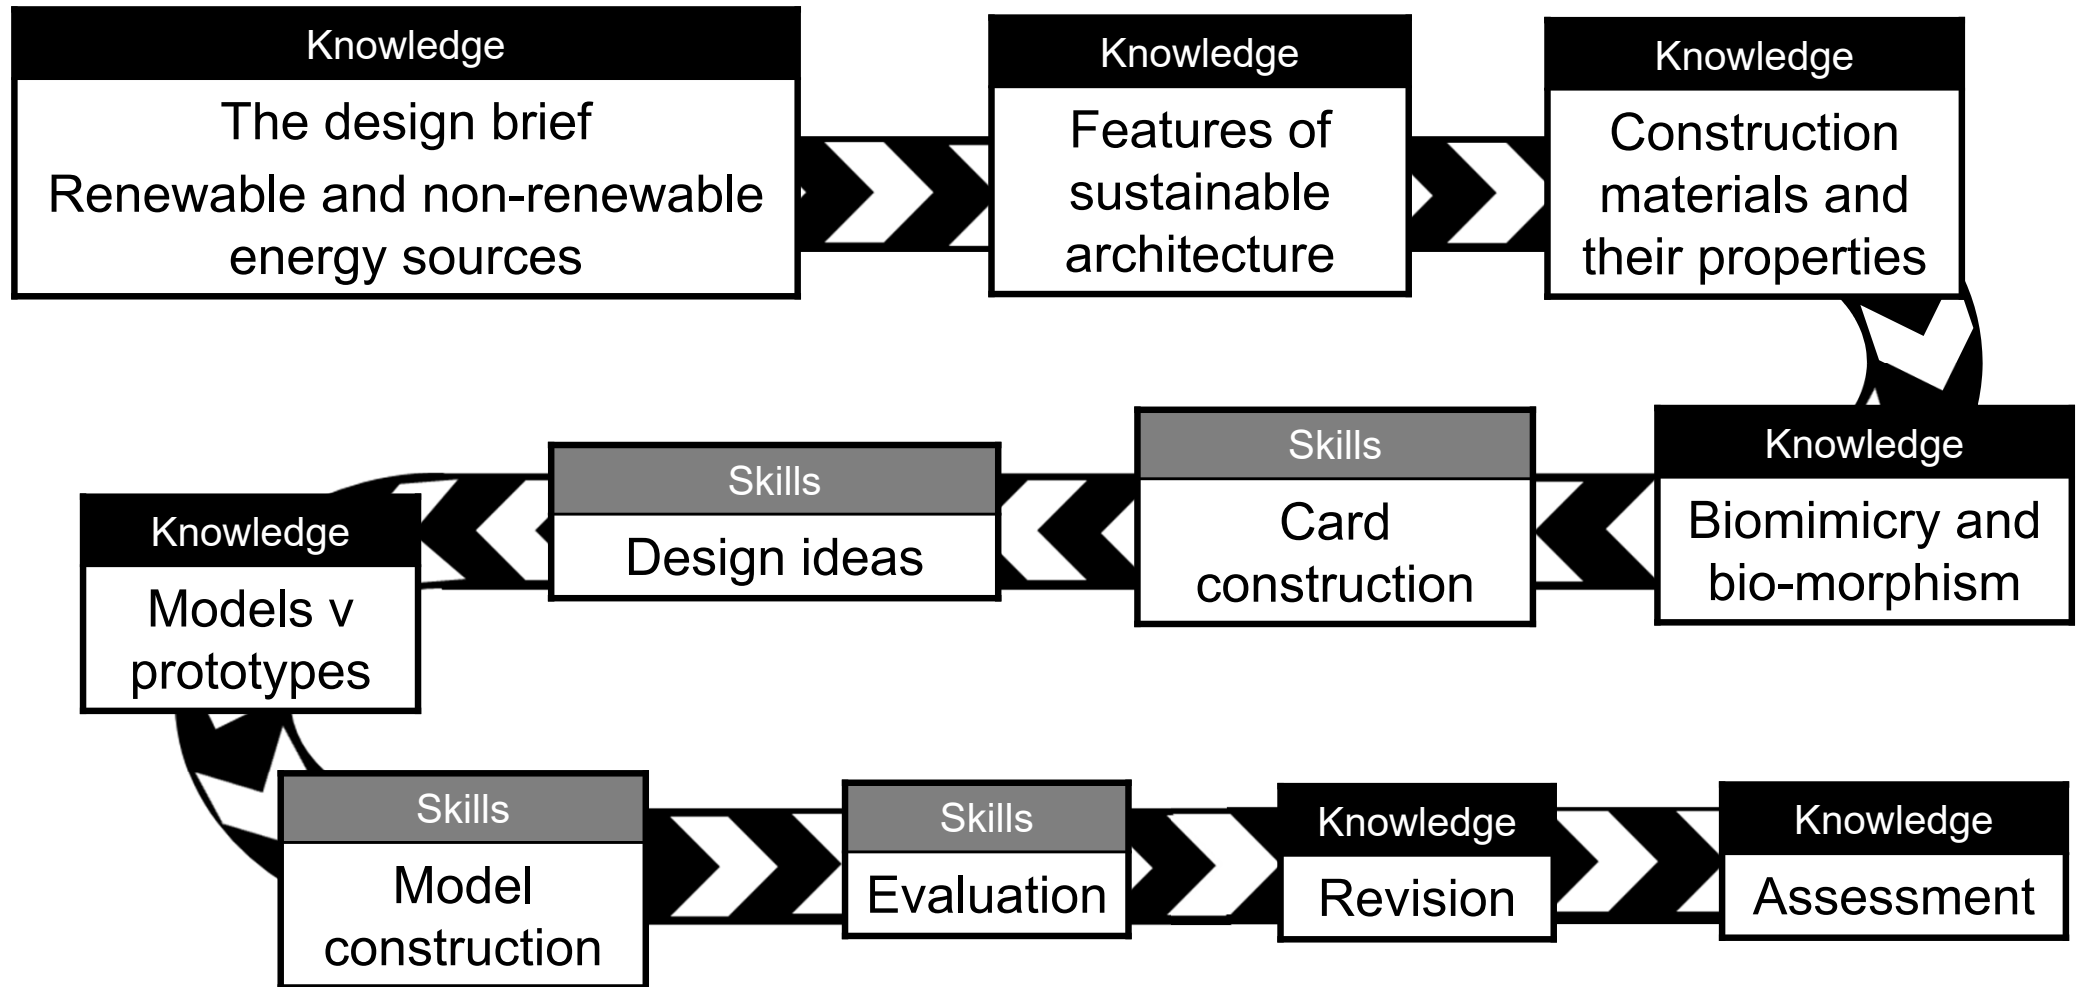 Knowledge
The design brief
Renewable and non-renewable
energy sources
Knowledge
Features of
sustainable
architecture
Knowledge
Construction
materials and
their properties
Knowledge
Biomimicry and
bio-morphism
Skills
Card
construction
Skills
Design ideas
Knowledge
Models v
prototypes
Skills
Model
construction
Skills
Evaluation
Knowledge
Revision
Knowledge
Assessment